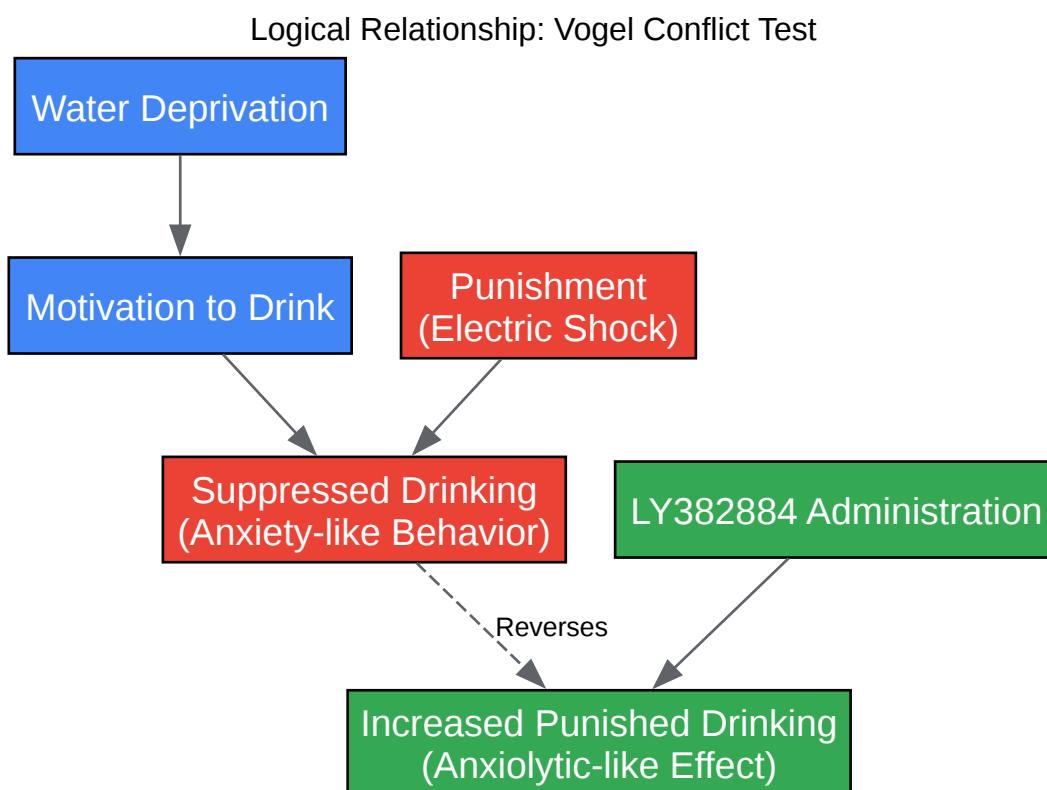 Logical Relationship: Vogel Conflict Test
Water Deprivation
Motivation to Drink
Punishment
(Electric Shock)
Suppressed Drinking
(Anxiety-like Behavior)
LY382884 Administration
Reverses
Increased Punished Drinking
(Anxiolytic-like Effect)